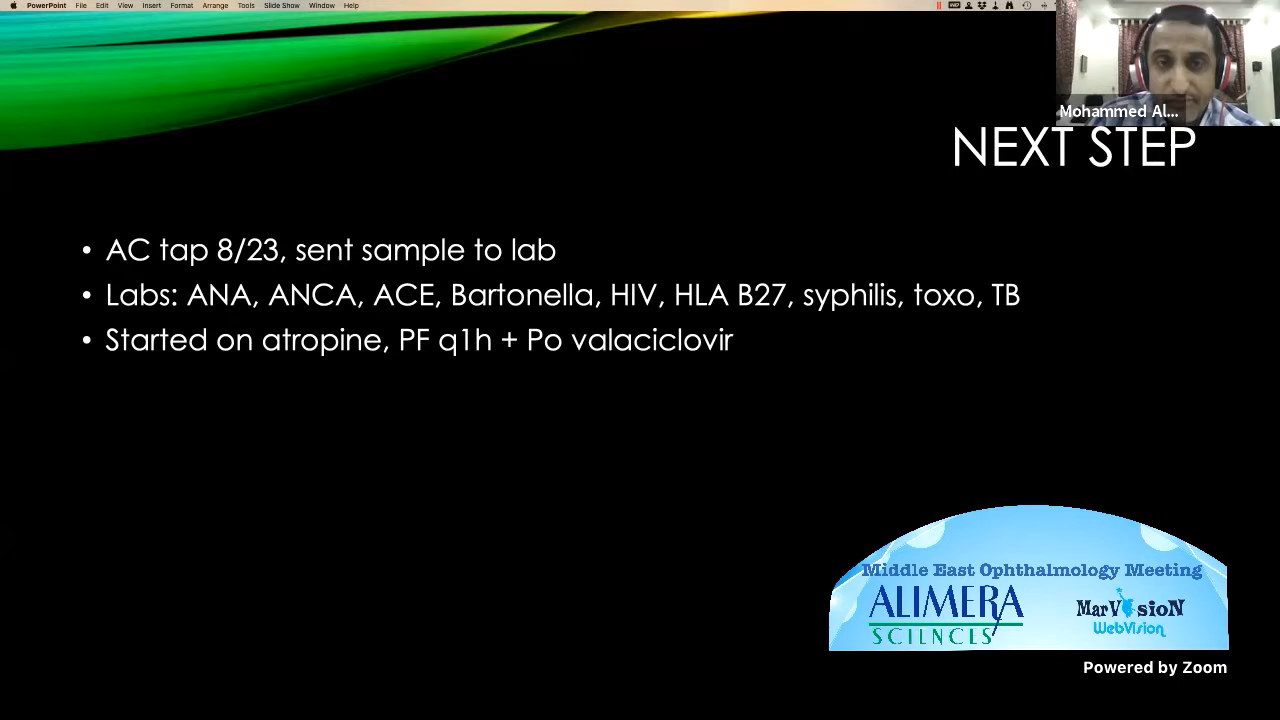 PowerPoint File Edit View Insert Format Arrange Tools Slide Show Window Help
Mohammed Al...
NEXT STEP
• AC tap 8/23, sent sample to lab
• Labs: ANA, ANCA, ACE, Bartonella, HIV, HLA B27, syphilis, toxo, TB
• Started on atropine, PF q1h + Po valaciclovir
Middle East Ophthalmology Meeting
ALIMERA
SCIENCES
MarVisioN
WebVision
Powered by Zoom